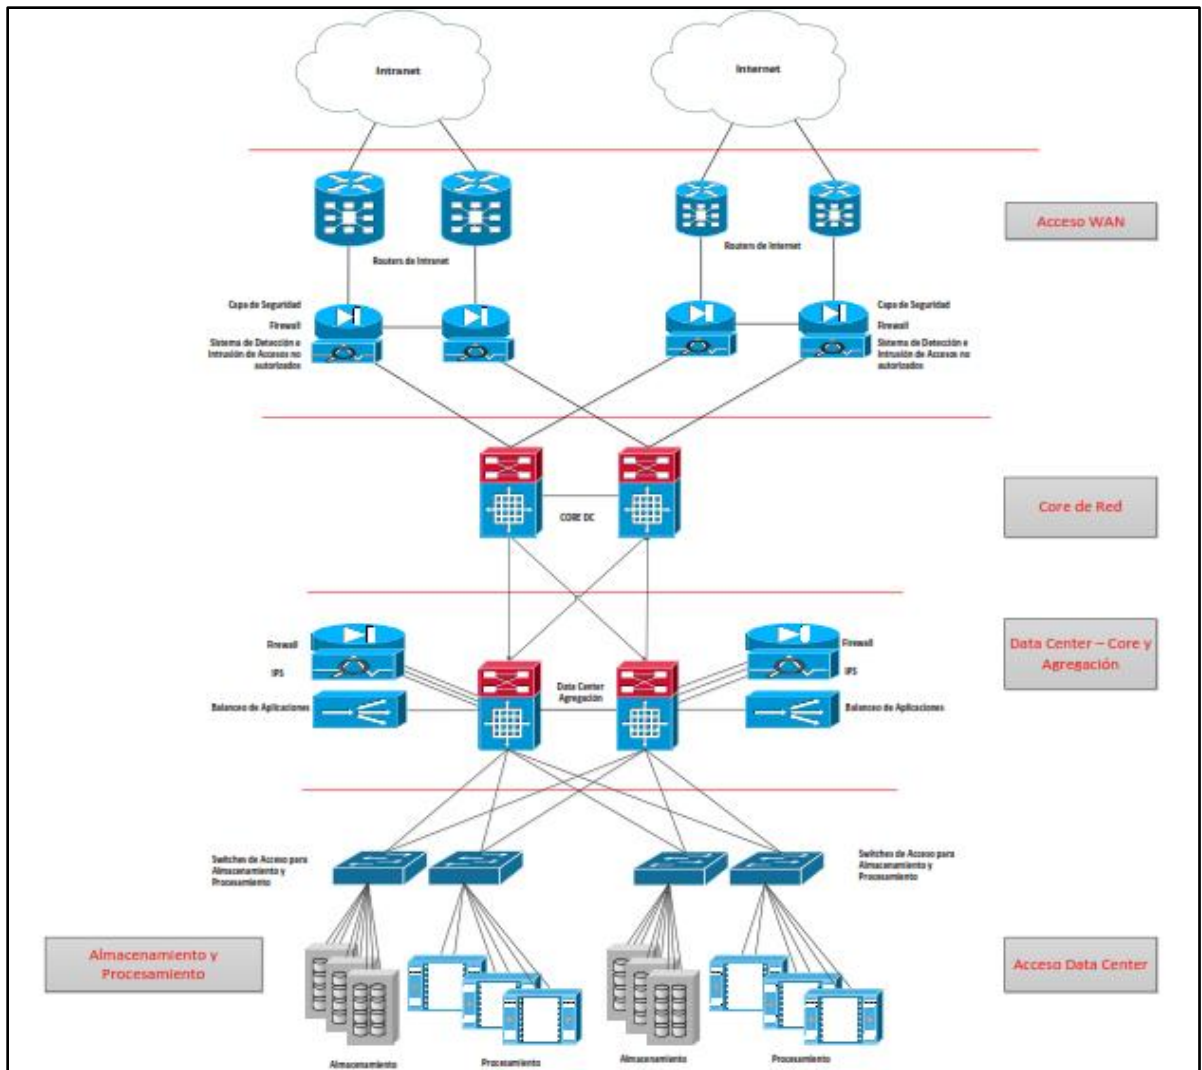 Intranet
Internet
Acceso WAN
Routers de Intranet
Routers de Internet
Capa de Seguridad
Firewall
Sistema de Detección e
Intrusión de Accesos no
autorizados
Capa de Seguridad
Firewall
Sistema de Detección e
Intrusión de Accesos no
autorizados
Core de Red
CORE DC
Data Center – Core y
Agregación
Firewall
IPS
Balanceo de Aplicaciones
Data Center
Agregación
Firewall
IPS
Balanceo de Aplicaciones
Switches de Acceso para
Almacenamiento y
Procesamiento
Switches de Acceso para
Almacenamiento y
Procesamiento
Almacenamiento y
Procesamiento
Acceso Data Center
Almacenamiento
Procesamiento
Almacenamiento
Procesamiento